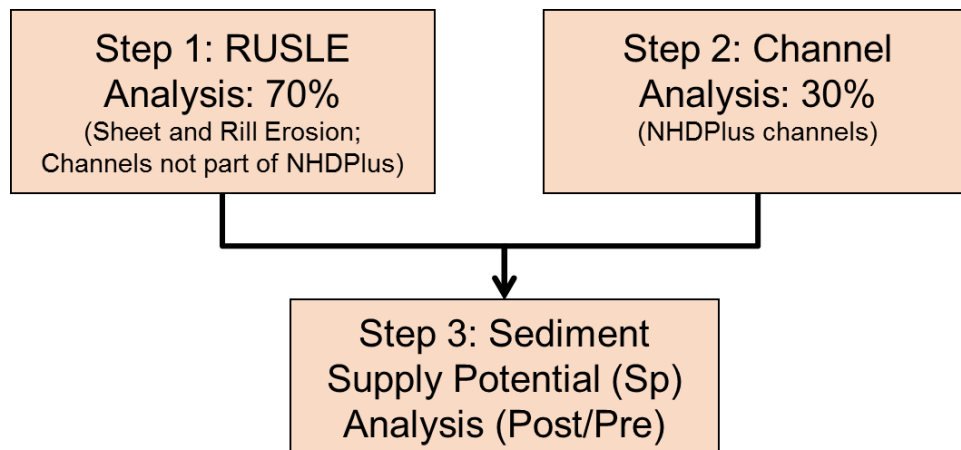 Step 1: RUSLE
Analysis: 70%
(Sheet and Rill Erosion;
Channels not part of NHDPlus)
Step 2: Channel
Analysis: 30%
(NHDPlus channels)
Step 3: Sediment
Supply Potential (Sp)
Analysis (Post/Pre)